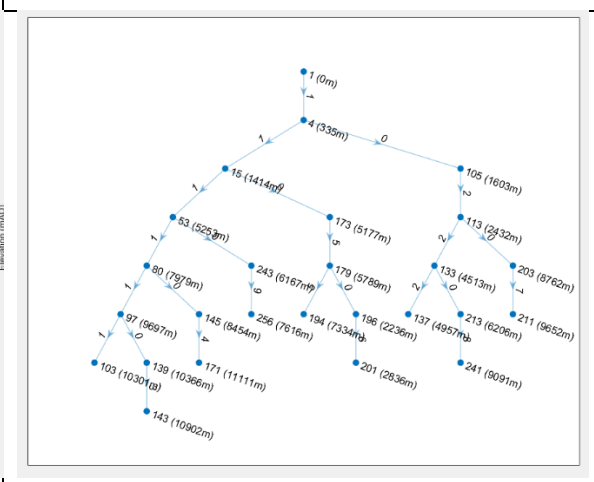 1 (0m)
1
4 (335m)
1
0
15 (1414m)
105 (1603m)
1
0
2
53 (5253m)
173 (5177m)
113 (2432m)
1
5
2
0
80 (7979m)
243 (6167m)
179 (5789m)
133 (4513m)
203 (8762m)
1
0
9
0
2
0
7
97 (9697m)
145 (8454m)
256 (7616m)
194 (7334m)
196 (2236m)
137 (4957m)
213 (6206m)
211 (9652m)
1
0
4
103 (10301m)
139 (10366m)
171 (11111m)
201 (2836m)
241 (9091m)
143 (10902m)